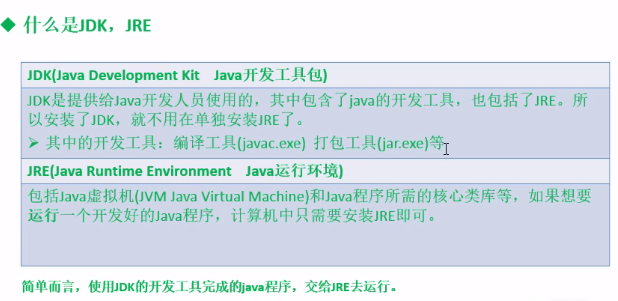 ◆ 什么是JDK，JRE
JDK(Java Development Kit Java开发工具包)
JDK是提供给Java开发人员使用的，其中包含了java的开发工具，也包括了JRE。所
以安装了JDK，就不用在单独安装JRE了。
➢ 其中的开发工具：编译工具(javac.exe) 打包工具(jar.exe)等
JRE(Java Runtime Environment Java运行环境)
包括Java虚拟机(JVM Java Virtual Machine)和Java程序所需的核心类库等，如果想要
运行一个开发好的Java程序，计算机中只需要安装JRE即可。
简单而言，使用JDK的开发工具完成的java程序，交给JRE去运行。